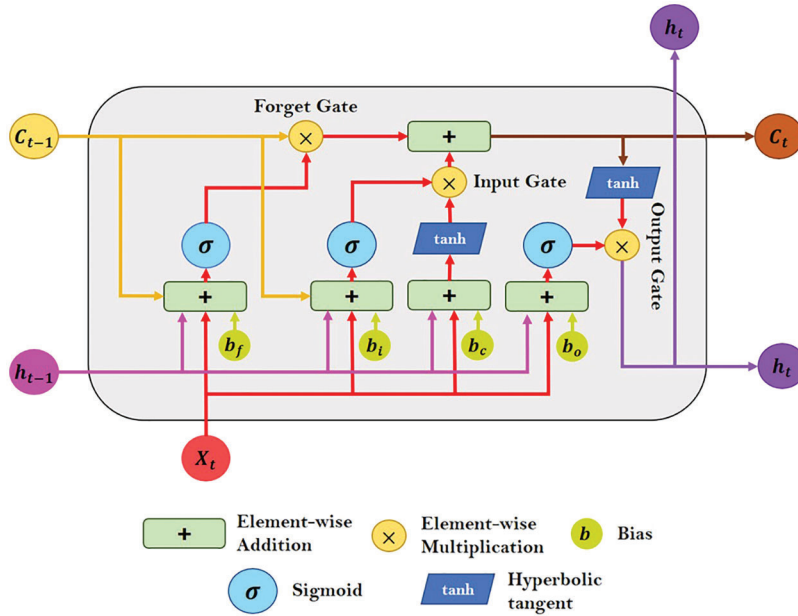 h_t
Forget Gate
C_{t-1}
×
+
C_t
×
Input Gate
tanh
σ
σ
tanh
σ
×
Output Gate
+
+
+
+
b_f
b_i
b_c
b_o
h_{t-1}
h_t
X_t
+
Element-wise
Addition
×
Element-wise
Multiplication
b
Bias
σ
Sigmoid
tanh
Hyperbolic
tangent